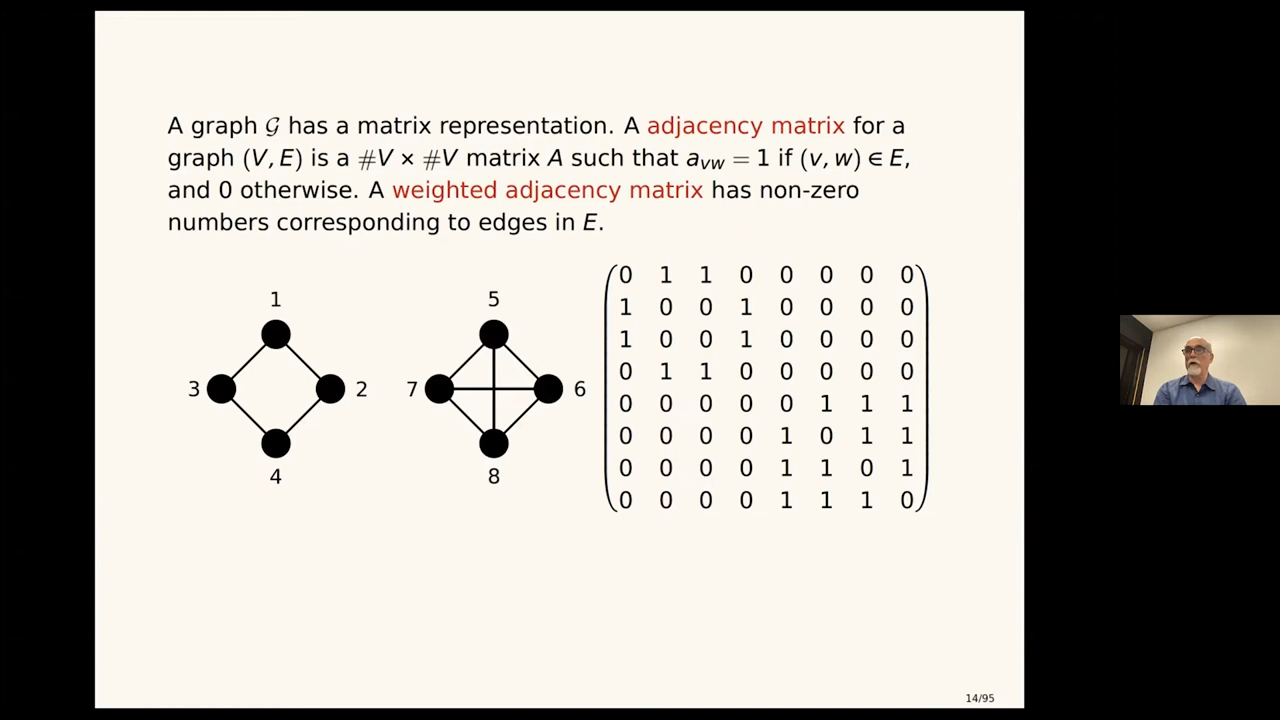 A graph 𝒢 has a matrix representation. A adjacency matrix for a
graph (V, E) is a #V × #V matrix A such that aᵥw = 1 if (v, w) ∈ E,
and 0 otherwise. A weighted adjacency matrix has non-zero
numbers corresponding to edges in E.
1
3
2
4
5
7
6
8
0 1 1 0 0 0 0 0
1 0 0 1 0 0 0 0
1 0 0 1 0 0 0 0
0 1 1 0 0 0 0 0
0 0 0 0 0 1 1 1
0 0 0 0 1 0 1 1
0 0 0 0 1 1 0 1
0 0 0 0 1 1 1 0
14/95